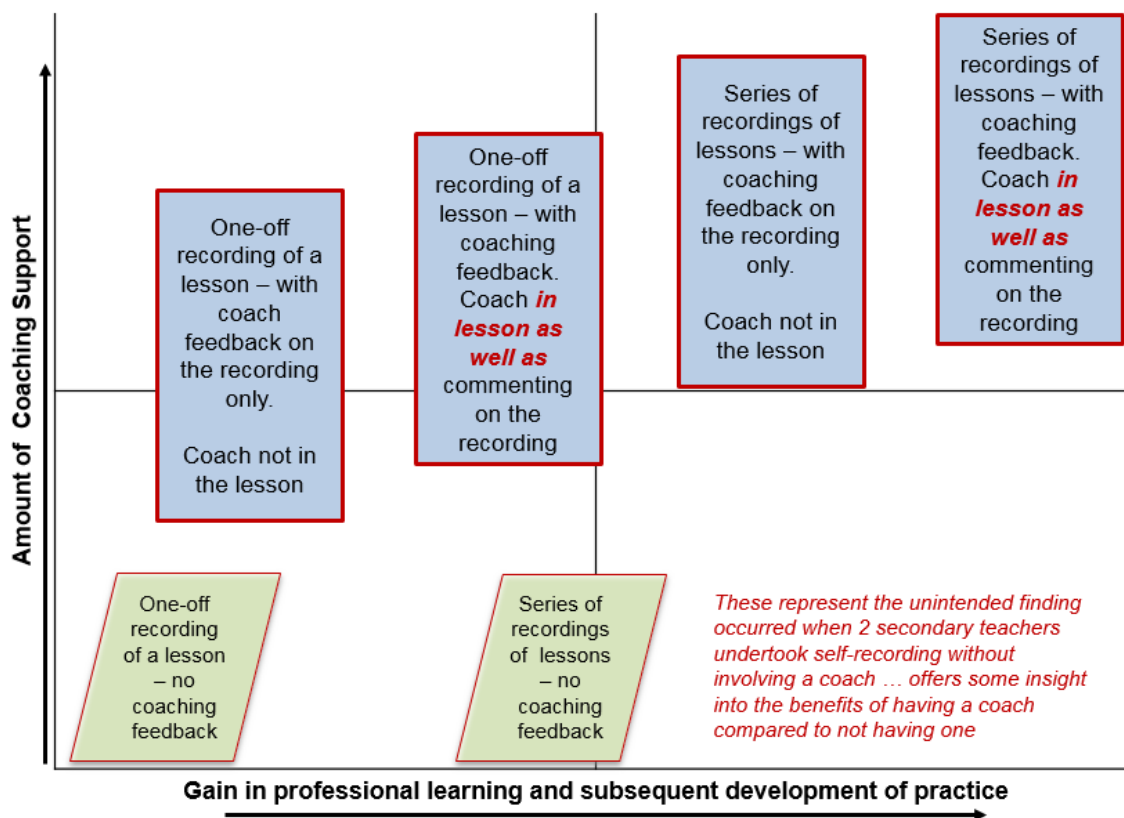 Amount of Coaching Support
One-off
recording of a
lesson – with
coach
feedback on
the recording
only.
Coach not in
the lesson
One-off
recording of a
lesson – with
coaching
feedback.
Coach in
lesson as
well as
commenting
on the
recording
Series of
recordings of
lessons – with
coaching
feedback on
the recording
only.
Coach not in
the lesson
Series of
recordings of
lessons – with
coaching
feedback.
Coach in
lesson as
well as
commenting
on the
recording
One-off
recording
of a lesson
– no
coaching
feedback
Series of
recordings
of lessons
– no
coaching
feedback
These represent the unintended finding
occurred when 2 secondary teachers
undertook self-recording without
involving a coach … offers some insight
into the benefits of having a coach
compared to not having one
Gain in professional learning and subsequent development of practice